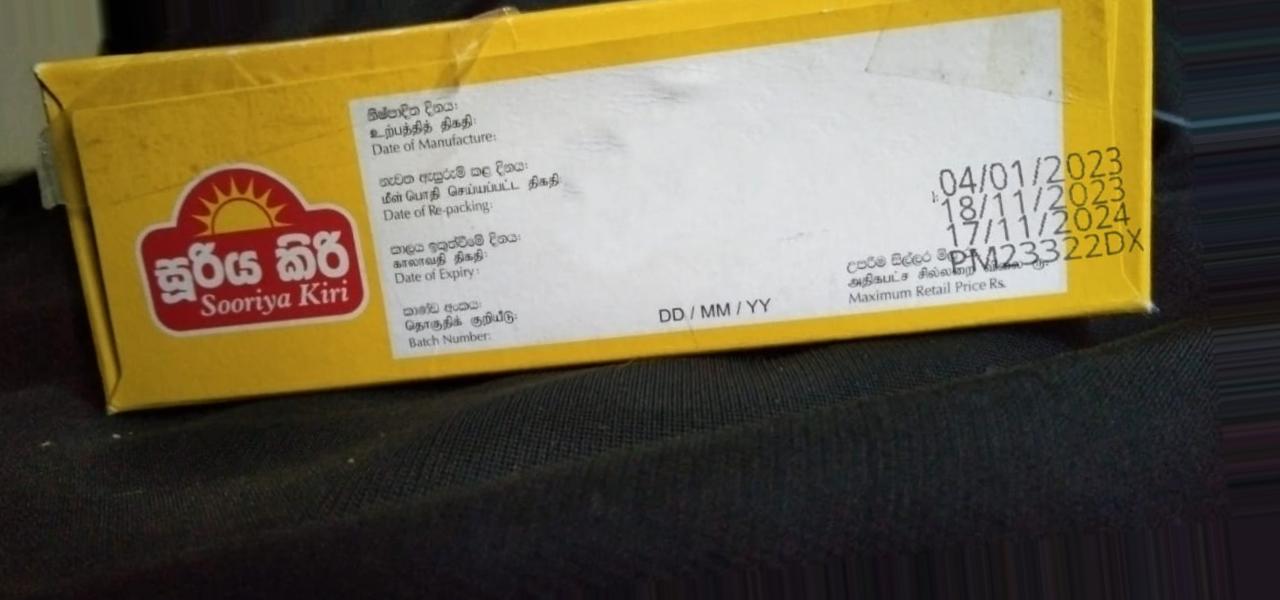 සූරිය කිරි
Sooriya Kiri
නිෂ්පාදිත දිනය:
உற்பத்தித் திகதி:
Date of Manufacture:
නැවත ඇසුරුම් කළ දිනය:
மீள் பொதி செய்யப்பட்ட திகதி:
Date of Re-packing:
කාලය ඉකුත්වීමේ දිනය:
காலாவதி திகதி:
Date of Expiry:
කාණ්ඩ අංකය:
தொகுதிக் குறியீடு:
Batch Number:
DD / MM / YY
04/01/2023
18/11/2023
17/11/2024
PM23322DX
උපරිම සිල්ලර
அதிகபட்ச சில்லறை விலை ரூ.
Maximum Retail Price Rs.